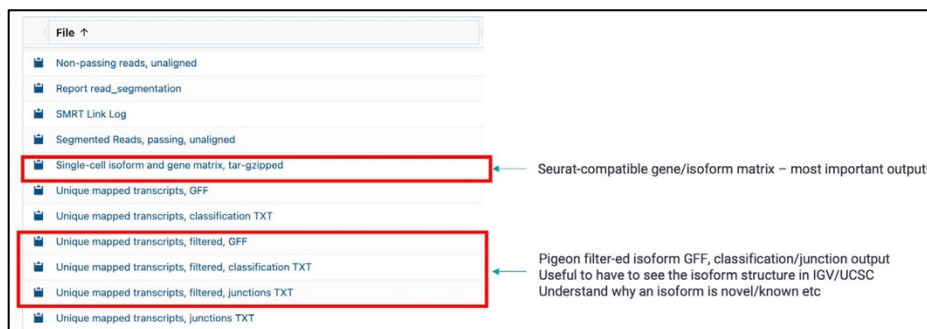 File ↑
Non-passing reads, unaligned
Report read_segmentation
SMRT Link Log
Segmented Reads, passing, unaligned
Single-cell isoform and gene matrix, tar-gzipped
Seurat-compatible gene/isoform matrix – most important output!
Unique mapped transcripts, GFF
Unique mapped transcripts, classification TXT
Unique mapped transcripts, filtered, GFF
Unique mapped transcripts, filtered, classification TXT
Unique mapped transcripts, filtered, junctions TXT
Pigeon filter-ed isoform GFF, classification/junction output
Useful to have to see the isoform structure in IGV/UCSC
Understand why an isoform is novel/known etc
Unique mapped transcripts, junctions TXT